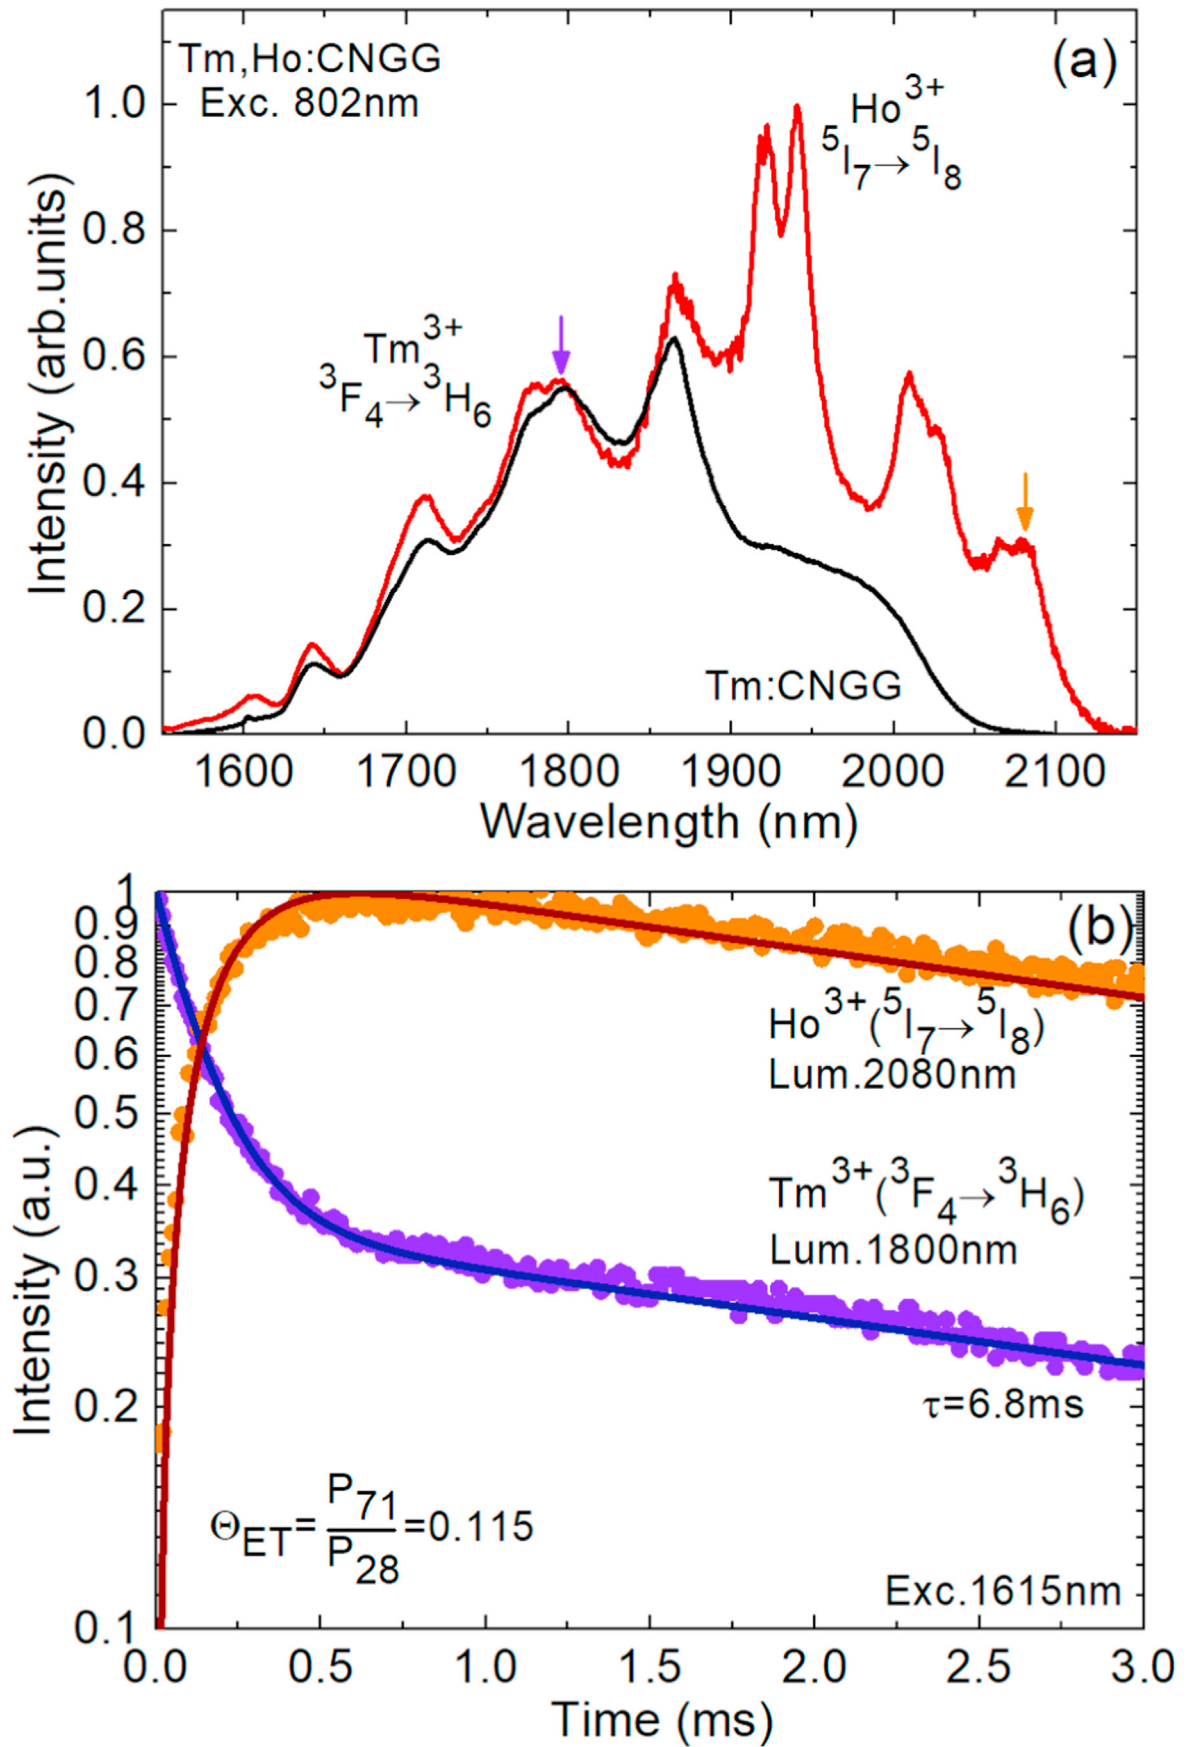 Tm,Ho:CNGG
Exc. 802nm
(a)
Ho³⁺
⁵I₇→⁵I₈
Tm³⁺
³F₄→³H₆
Tm:CNGG
Intensity (arb.units)
1.0
0.8
0.6
0.4
0.2
0.0
1600 1700 1800 1900 2000 2100
Wavelength (nm)
(b)
Ho³⁺(⁵I₇→⁵I₈)
Lum.2080nm
Tm³⁺(³F₄→³H₆)
Lum.1800nm
τ=6.8ms
Θ_ET=P₇₁/P₂₈=0.115
Exc.1615nm
Intensity (a.u.)
1
0.9
0.8
0.7
0.6
0.5
0.4
0.3
0.2
0.1
0.0 0.5 1.0 1.5 2.0 2.5 3.0
Time (ms)